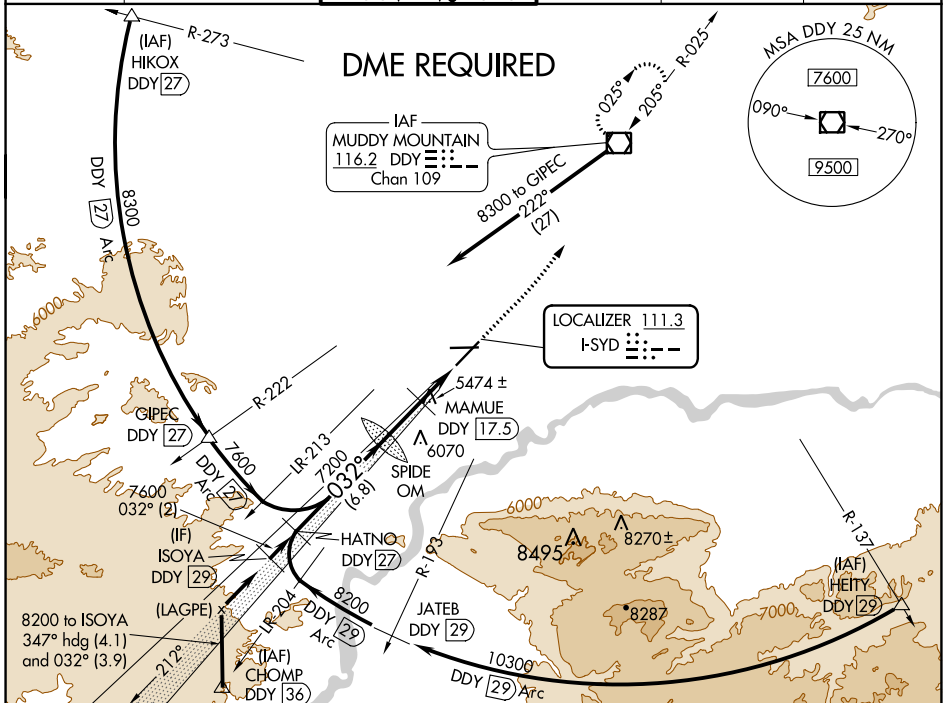 (IAF)
HIKOX
DDY 27
R-273
DME REQUIRED
R-025
025°
205°
MSA DDY 25 NM
7600
090°
270°
9500
IAF
MUDDY MOUNTAIN
116.2 DDY
Chan 109
8300 to GIPEC
222°
(27)
8300
DDY 27 Arc
6000
LOCALIZER 111.3
I-SYD
R-222
GIPEC
DDY 27
5474 ±
MAMUE
DDY 17.5
6070
LR-213
7200
032°
(6.8)
SPIDE
OM
7600
DDY 27
Arc
7600
032° (2)
(IF)
ISOYA
DDY 29
HATNO
DDY 27
R-193
6000
8495
8270 ±
R-137
(IAF)
HEITY
DDY 29
(LAGPE)
8200
DDY 29
Arc
JATEB
DDY 29
8287
7000
8200 to ISOYA
347° hdg (4.1)
and 032° (3.9)
LR-204
212°
(IAF)
CHOMP
DDY 36
10300
DDY 29 Arc